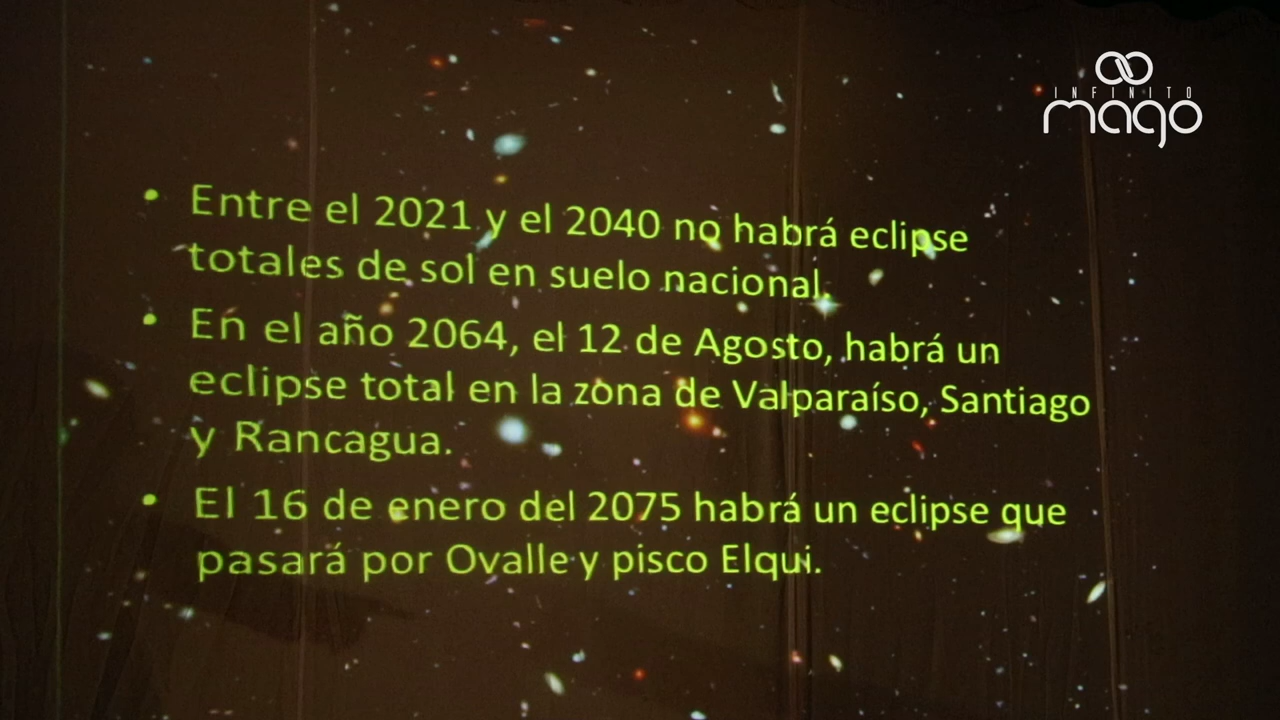 INFINITO
mago
• Entre el 2021 y el 2040 no habrá eclipse
totales de sol en suelo nacional.
• En el año 2064, el 12 de Agosto, habrá un
eclipse total en la zona de Valparaíso, Santiago
y Rancagua.
• El 16 de enero del 2075 habrá un eclipse que
pasará por Ovalle y pisco Elqui.